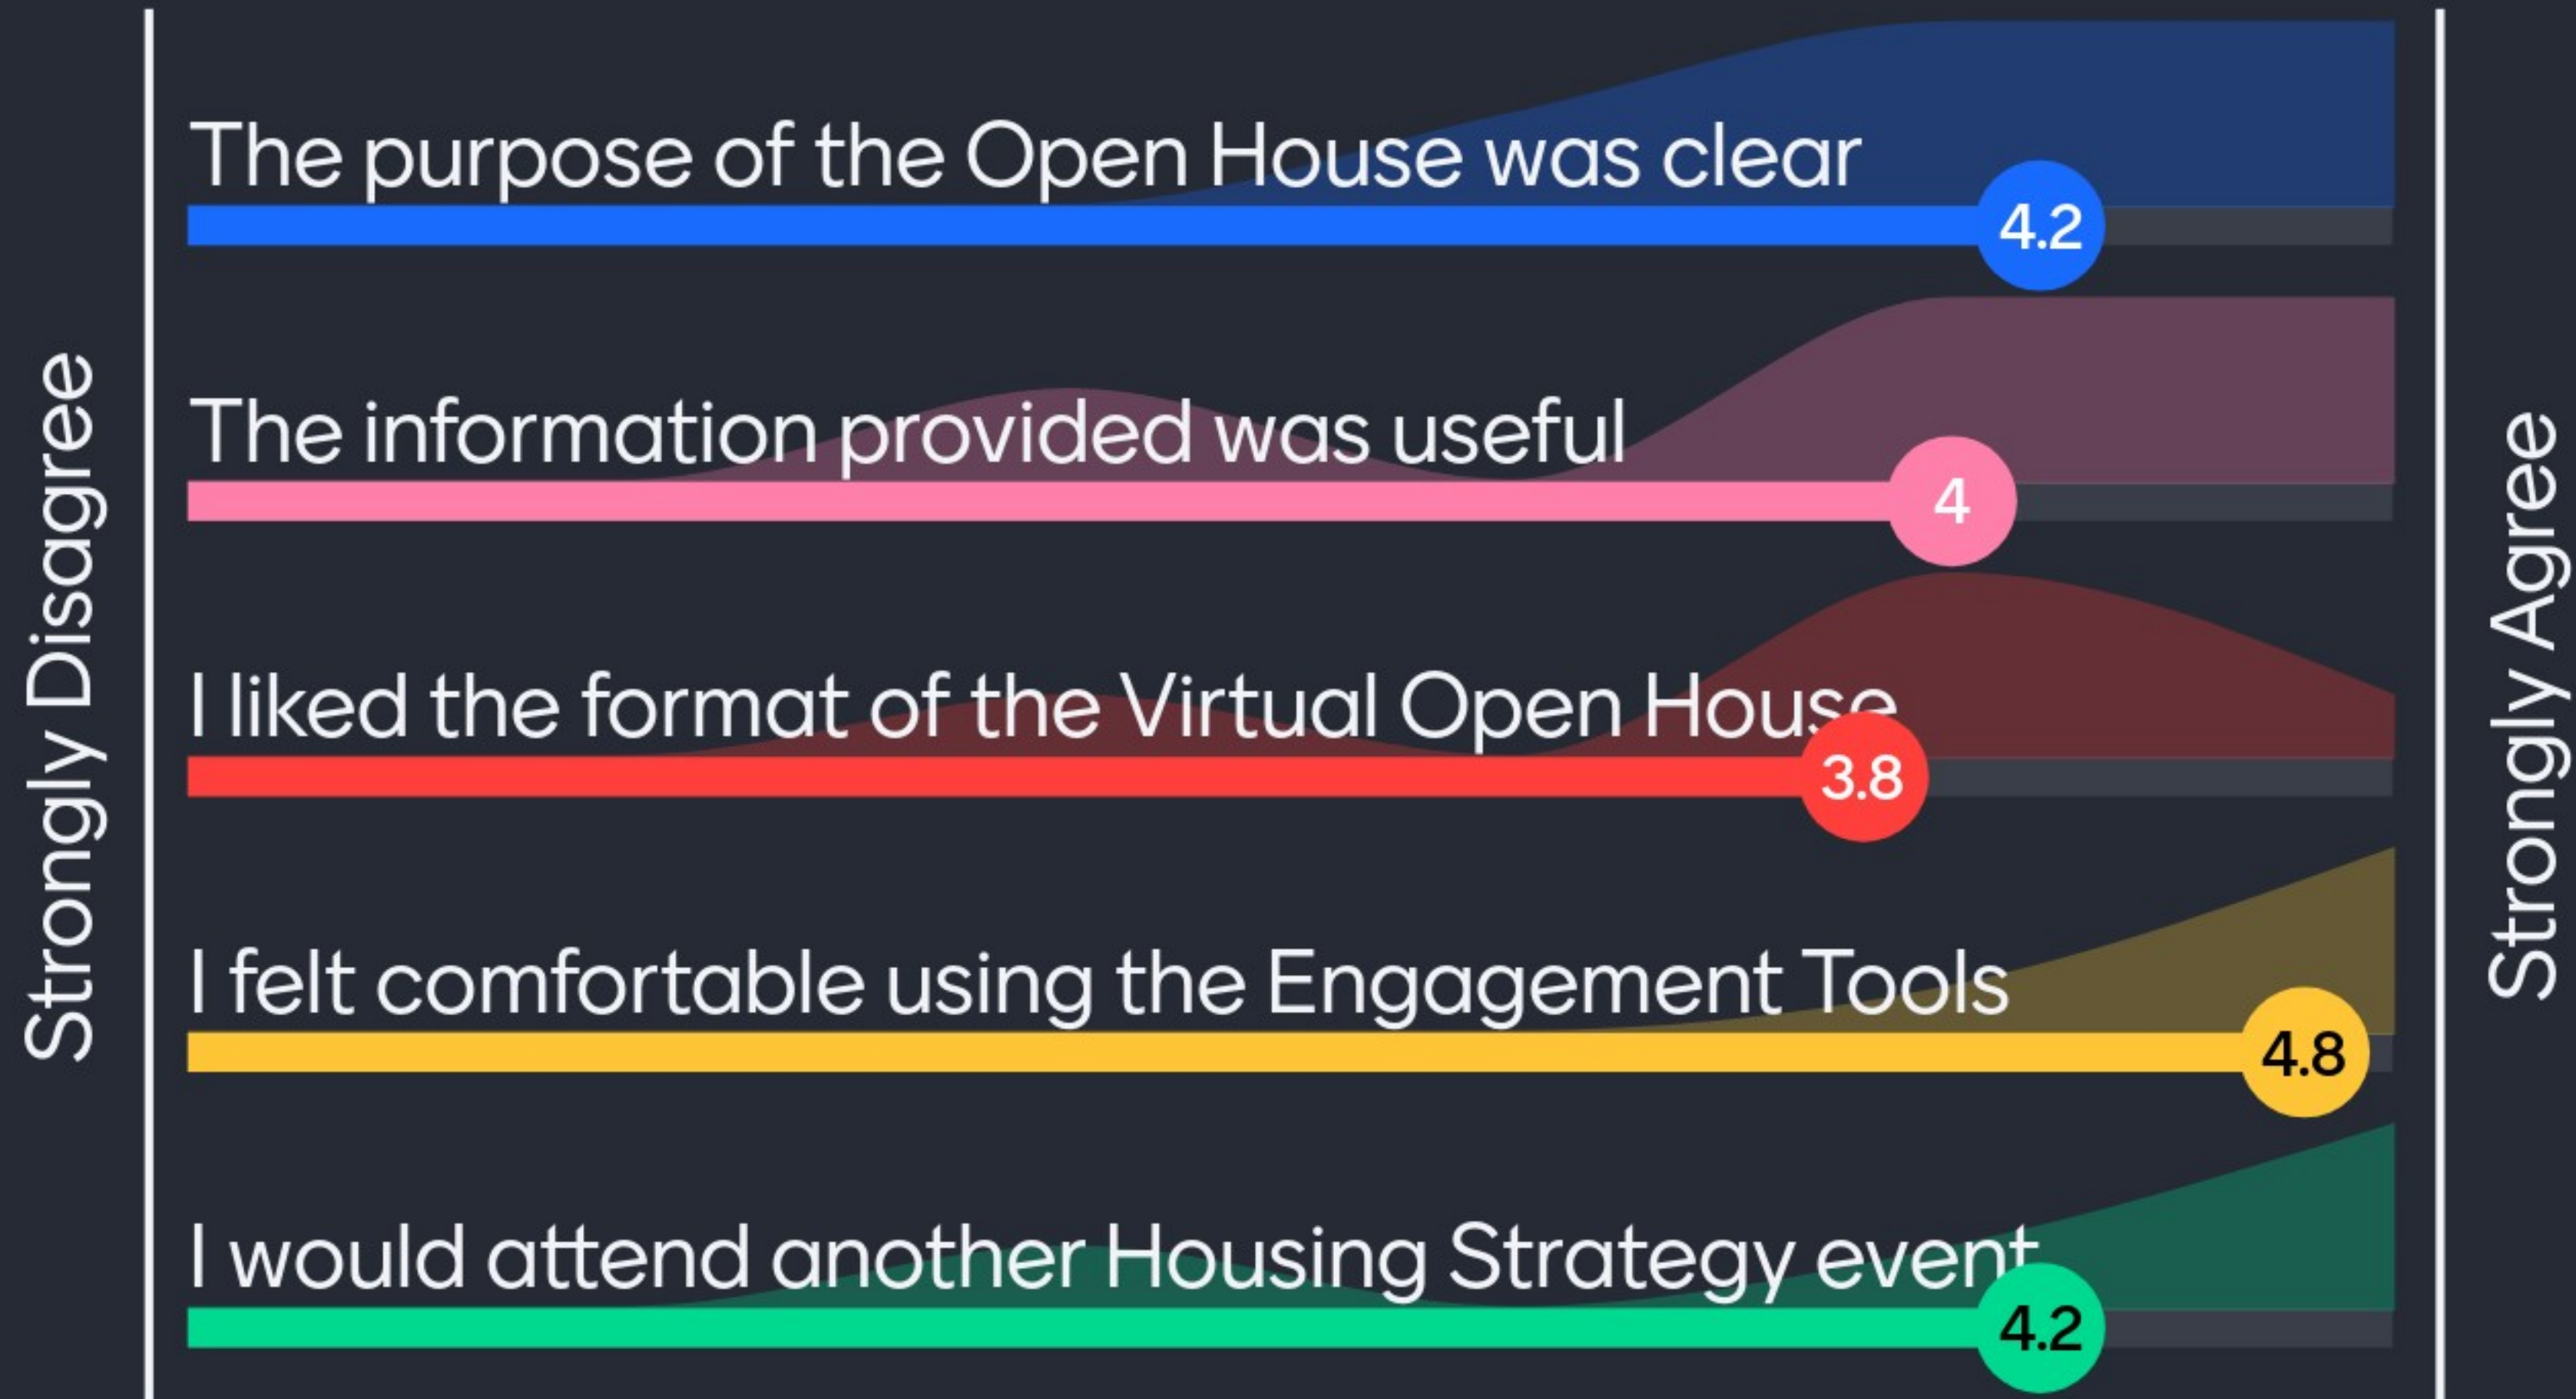 Strongly Disagree
The purpose of the Open House was clear
4.2
The information provided was useful
4
I liked the format of the Virtual Open House
3.8
I felt comfortable using the Engagement Tools
4.8
I would attend another Housing Strategy event
4.2
Strongly Agree